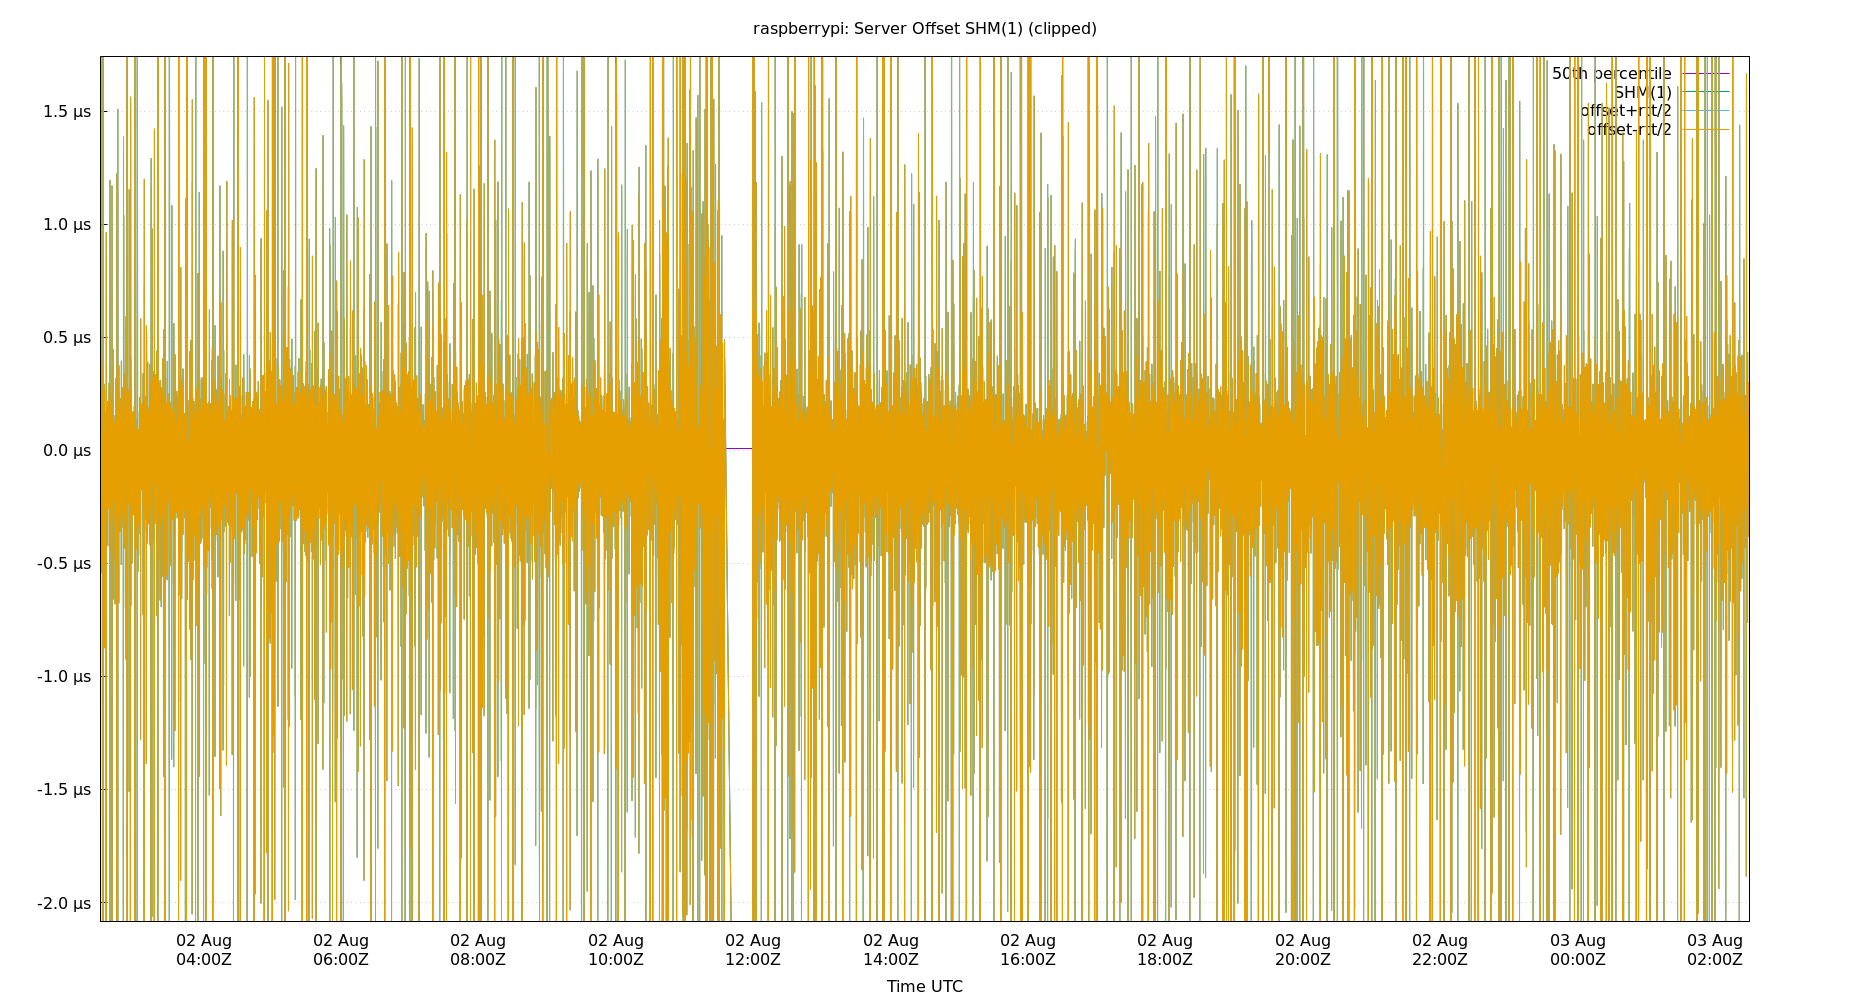 raspberrypi: Server Offset SHM(1) (clipped)
50th percentile
SHM(1)
offset+rtt/2
offset-rtt/2
1.5 µs
1.0 µs
0.5 µs
0.0 µs
-0.5 µs
-1.0 µs
-1.5 µs
-2.0 µs
02 Aug 02 Aug 02 Aug 02 Aug 02 Aug 02 Aug 02 Aug 02 Aug 02 Aug 02 Aug 03 Aug 03 Aug
04:00Z 06:00Z 08:00Z 10:00Z 12:00Z 14:00Z 16:00Z 18:00Z 20:00Z 22:00Z 00:00Z 02:00Z
Time UTC